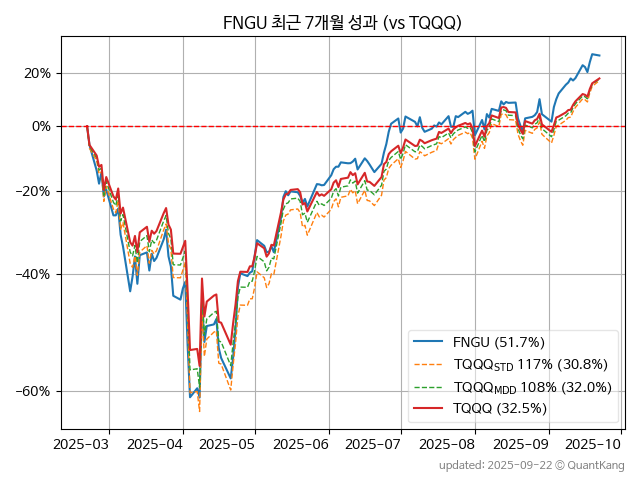 FNGU 최근 7개월 성과 (vs TQQQ)
20%
0%
−20%
−40%
−60%
FNGU (51.7%)
TQQQSTD 117% (30.8%)
TQQQMDD 108% (32.0%)
TQQQ (32.5%)
2025-03 2025-04 2025-05 2025-06 2025-07 2025-08 2025-09 2025-10
updated: 2025-09-22 © QuantKang